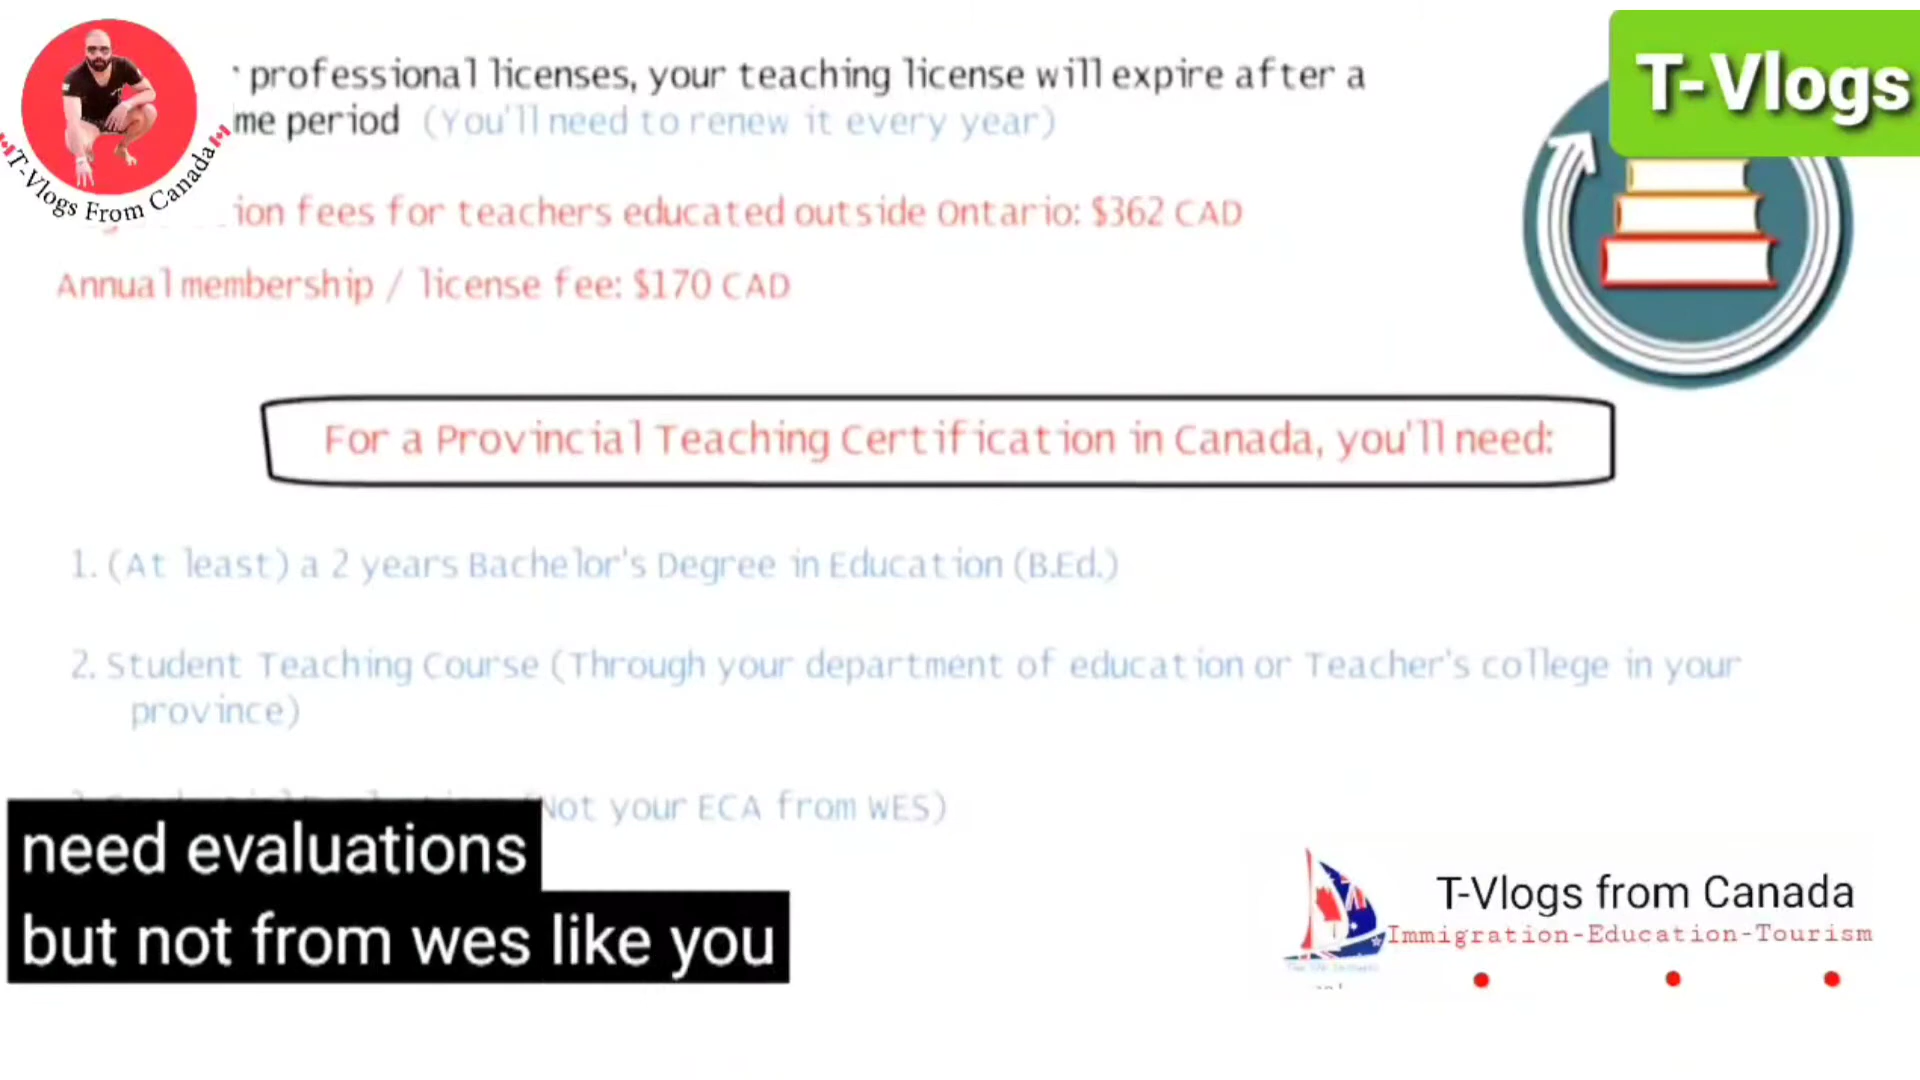 professional licenses, your teaching license will expire after a
me period (You'll need to renew it every year)
ion fees for teachers educated outside Ontario: $362 CAD
Annual membership / license fee: $170 CAD
T-Vlogs
T-Vlogs From Canada
For a Provincial Teaching Certification in Canada, you'll need:
1. (At least) a 2 years Bachelor's Degree in Education (B.Ed.)
2. Student Teaching Course (Through your department of education or Teacher's college in your
province)
Not your ECA from WES)
need evaluations
but not from wes like you
T-Vlogs from Canada
Immigration-Education-Tourism